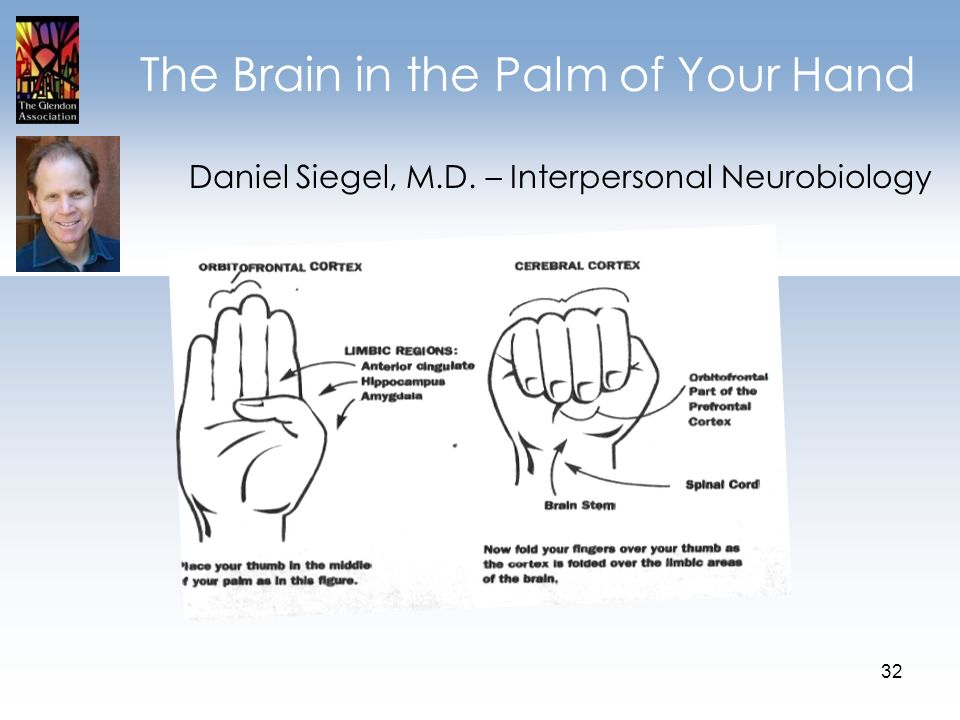 The Glendon
Association
The Brain in the Palm of Your Hand
Daniel Siegel, M.D. – Interpersonal Neurobiology
ORBITOFRONTAL CORTEX
LIMBIC REGIONS:
Anterior cingulate
Hippocampus
Amygdala
lace your thumb in the middle
f your palm as in this figure.
CEREBRAL CORTEX
Orbitofrontal
Part of the
Prefrontal
Cortex
Spinal Cord
Brain Stem
Now fold your fingers over your thumb as
the cortex is folded over the limbic areas
of the brain.
32